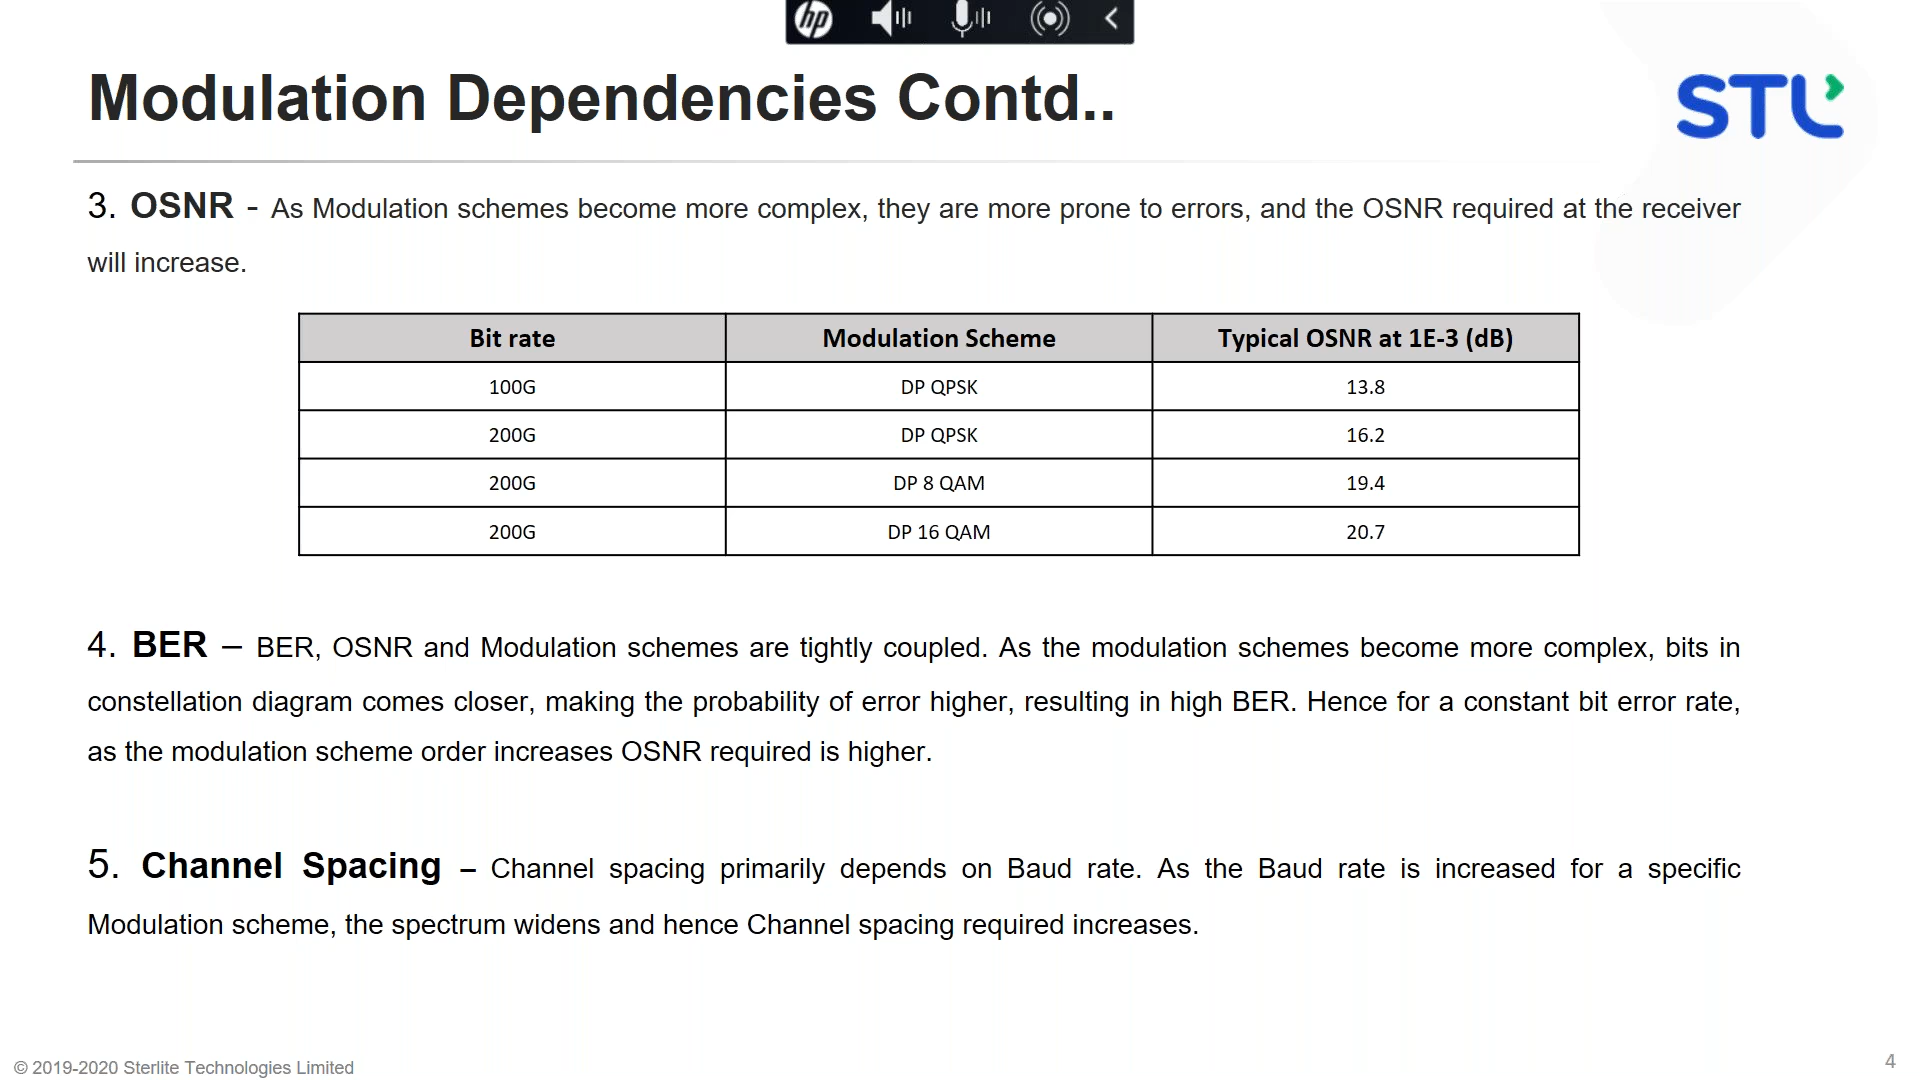 hp
Modulation Dependencies Contd..
STL
3. OSNR - As Modulation schemes become more complex, they are more prone to errors, and the OSNR required at the receiver
will increase.
Bit rate Modulation Scheme Typical OSNR at 1E-3 (dB)
100G DP QPSK 13.8
200G DP QPSK 16.2
200G DP 8 QAM 19.4
200G DP 16 QAM 20.7
4. BER – BER, OSNR and Modulation schemes are tightly coupled. As the modulation schemes become more complex, bits in
constellation diagram comes closer, making the probability of error higher, resulting in high BER. Hence for a constant bit error rate,
as the modulation scheme order increases OSNR required is higher.
5. Channel Spacing – Channel spacing primarily depends on Baud rate. As the Baud rate is increased for a specific
Modulation scheme, the spectrum widens and hence Channel spacing required increases.
© 2019-2020 Sterlite Technologies Limited
4